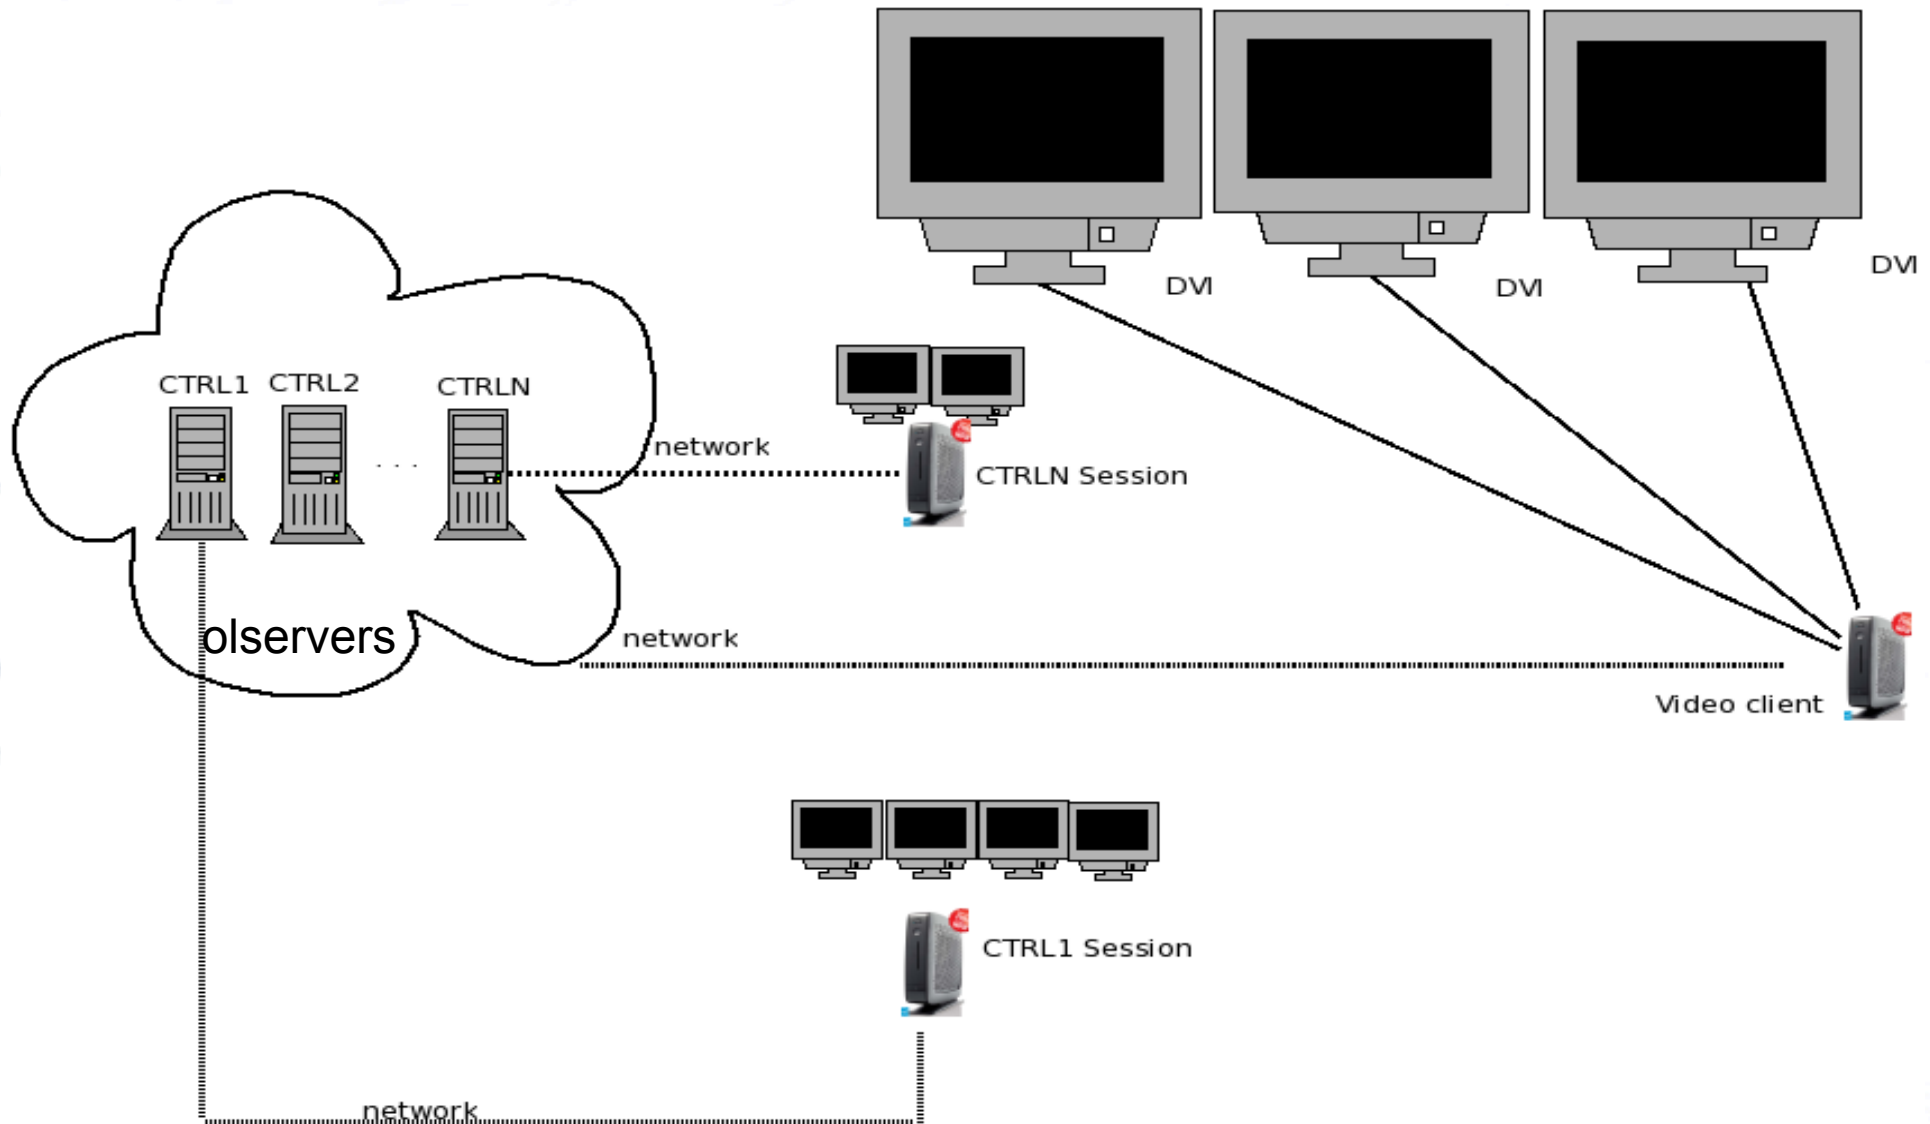 DVI
DVI
DVI
CTRL1
CTRL2
CTRLN
. . .
network
CTRLN Session
olservers
network
Video client
CTRL1 Session
network